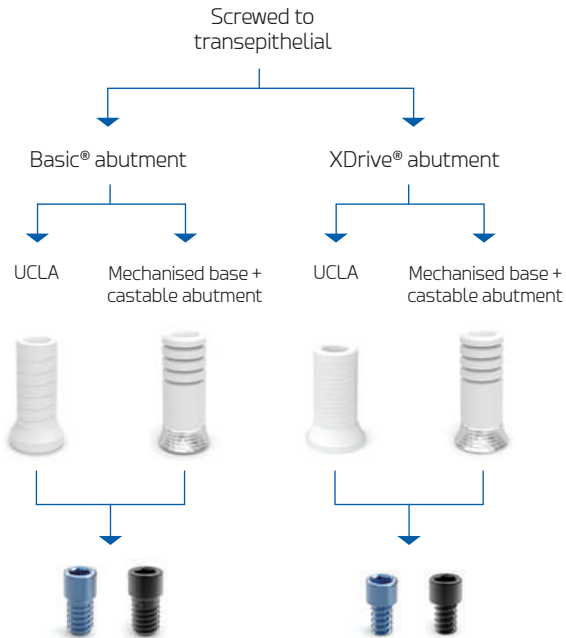 Screwed to
transepithelial
Basic® abutment
XDrive® abutment
UCLA
Mechanised base +
castable abutment
UCLA
Mechanised base +
castable abutment